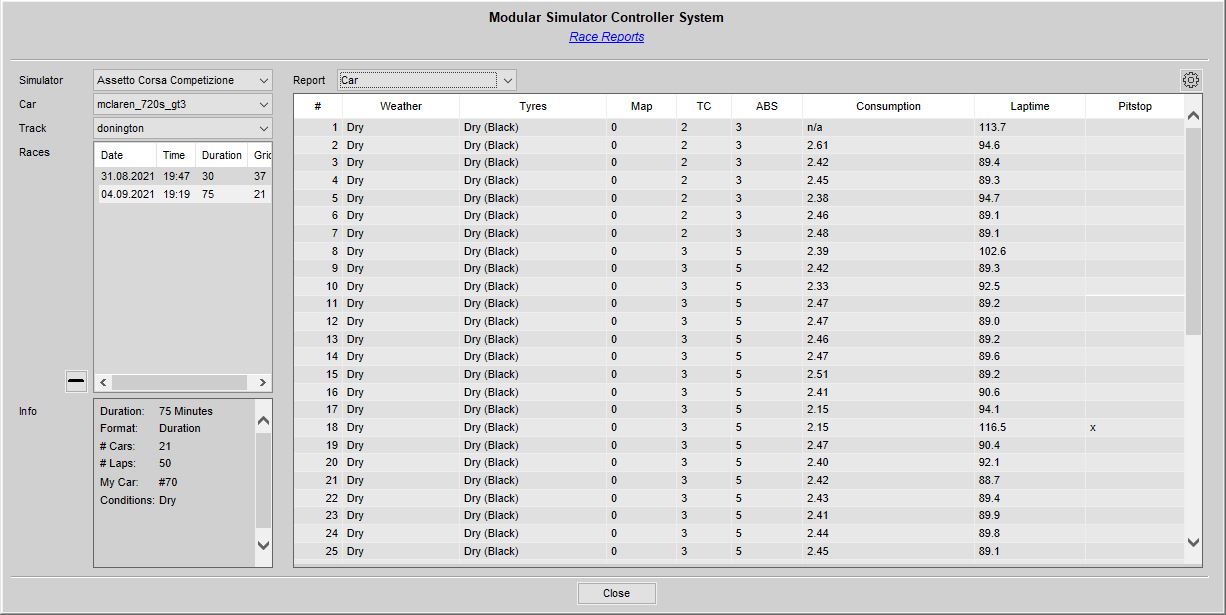 Modular Simulator Controller System
Race Reports
Simulator Assetto Corsa Competizione
Car mclaren_720s_gt3
Track donington
Races
Date Time Duration Gric
31.08.2021 19:47 30 37
04.09.2021 19:19 75 21
Info
Duration: 75 Minutes
Format: Duration
# Cars: 21
# Laps: 50
My Car: #70
Conditions: Dry
Report Car
# Weather Tyres Map TC ABS Consumption Laptime Pitstop
1 Dry Dry (Black) 0 2 3 n/a 113.7
2 Dry Dry (Black) 0 2 3 2.61 94.6
3 Dry Dry (Black) 0 2 3 2.42 89.4
4 Dry Dry (Black) 0 2 3 2.45 89.3
5 Dry Dry (Black) 0 2 3 2.38 94.7
6 Dry Dry (Black) 0 2 3 2.46 89.1
7 Dry Dry (Black) 0 2 3 2.48 89.1
8 Dry Dry (Black) 0 3 5 2.39 102.6
9 Dry Dry (Black) 0 3 5 2.42 89.3
10 Dry Dry (Black) 0 3 5 2.33 92.5
11 Dry Dry (Black) 0 3 5 2.47 89.2
12 Dry Dry (Black) 0 3 5 2.47 89.0
13 Dry Dry (Black) 0 3 5 2.46 89.2
14 Dry Dry (Black) 0 3 5 2.47 89.6
15 Dry Dry (Black) 0 3 5 2.51 89.2
16 Dry Dry (Black) 0 3 5 2.41 90.6
17 Dry Dry (Black) 0 3 5 2.15 94.1
18 Dry Dry (Black) 0 3 5 2.15 116.5 x
19 Dry Dry (Black) 0 3 5 2.47 90.4
20 Dry Dry (Black) 0 3 5 2.40 92.1
21 Dry Dry (Black) 0 3 5 2.42 88.7
22 Dry Dry (Black) 0 3 5 2.43 89.4
23 Dry Dry (Black) 0 3 5 2.41 89.9
24 Dry Dry (Black) 0 3 5 2.44 89.8
25 Dry Dry (Black) 0 3 5 2.45 89.1
Close